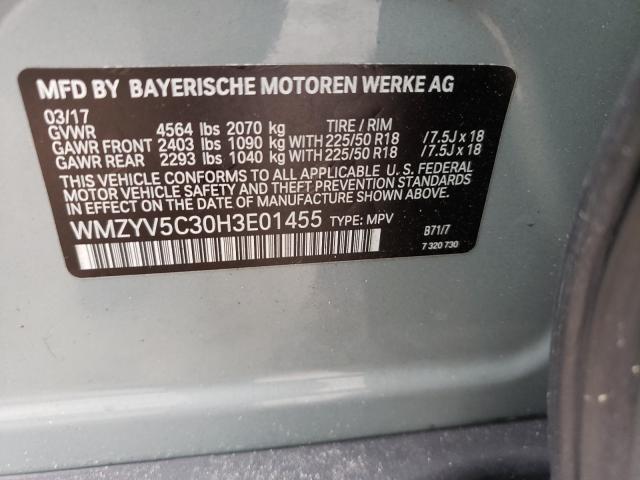 MFD BY BAYERISCHE MOTOREN WERKE AG
03/17
GVWR 4564 lbs 2070 kg TIRE / RIM
GAWR FRONT 2403 lbs 1090 kg WITH 225/50 R18 / 7.5J x 18
GAWR REAR 2293 lbs 1040 kg WITH 225/50 R18 / 7.5J x 18
THIS VEHICLE CONFORMS TO ALL APPLICABLE U. S. FEDERAL
MOTOR VEHICLE SAFETY AND THEFT PREVENTION STANDARDS
IN EFFECT ON THE DATE OF MANUFACTURE SHOWN ABOVE.
WMZYV5C30H3E01455 TYPE: MPV B71/7
7 320 730